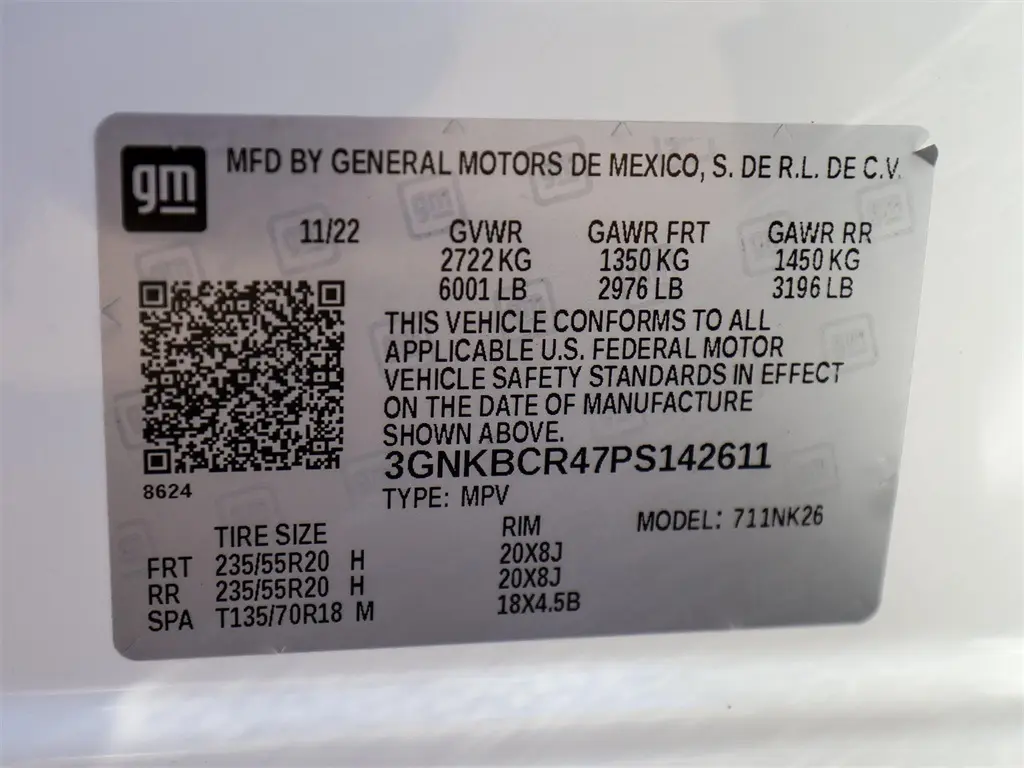 gm
MFD BY GENERAL MOTORS DE MEXICO, S. DE R.L. DE C.V.
11/22 GVWR GAWR FRT GAWR RR
2722 KG 1350 KG 1450 KG
6001 LB 2976 LB 3196 LB
THIS VEHICLE CONFORMS TO ALL
APPLICABLE U.S. FEDERAL MOTOR
VEHICLE SAFETY STANDARDS IN EFFECT
ON THE DATE OF MANUFACTURE
SHOWN ABOVE.
3GNKBCR47PS142611
8624
TYPE: MPV
TIRE SIZE RIM MODEL: 711NK26
FRT 235/55R20 H 20X8J
RR 235/55R20 H 20X8J
SPA T135/70R18 M 18X4.5B